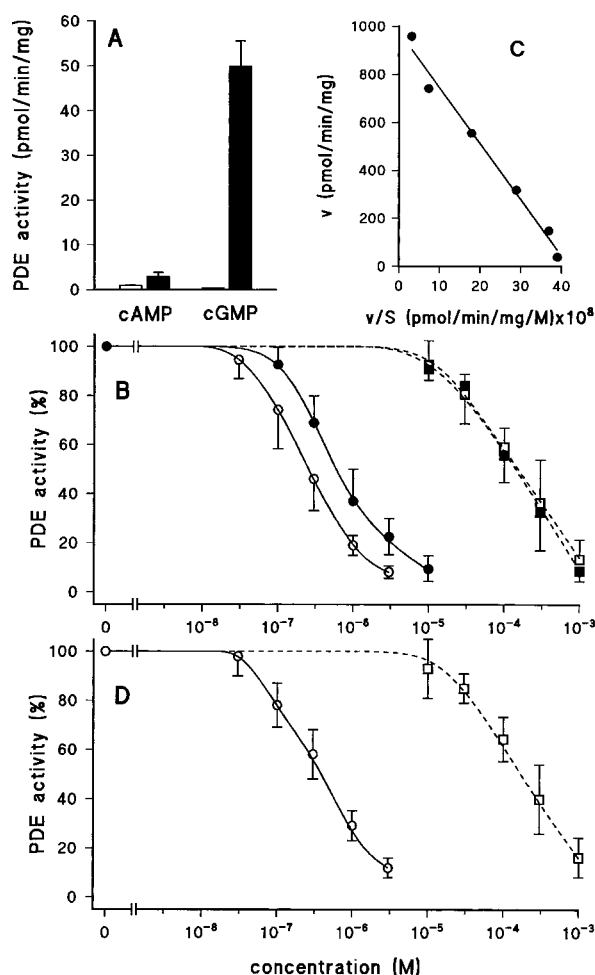 A
PDE activity (pmol/min/mg)
60
50
40
30
20
10
0
cAMP cGMP
C
v (pmol/min/mg)
1000
800
600
400
200
0
0 10 20 30 40
v/S (pmol/min/mg/M)x10⁸
B
PDE activity (%)
100
80
60
40
20
0
0 10⁻⁸ 10⁻⁷ 10⁻⁶ 10⁻⁵ 10⁻⁴ 10⁻³
D
PDE activity (%)
100
80
60
40
20
0
0 10⁻⁸ 10⁻⁷ 10⁻⁶ 10⁻⁵ 10⁻⁴ 10⁻³
concentration (M)